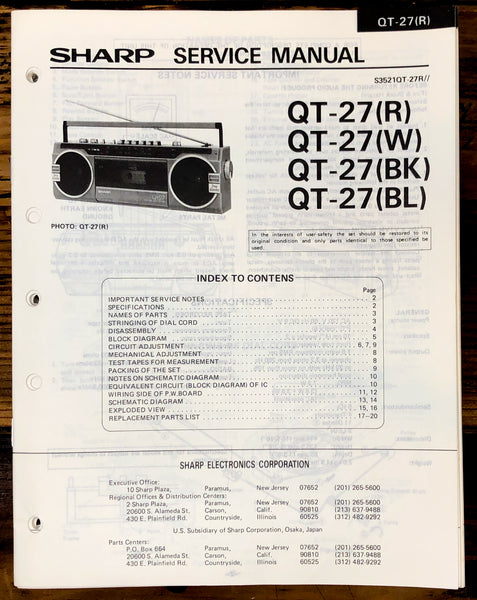 QT-27(R)
SHARP SERVICE MANUAL
S3521QT-27R//
QT-27(R)
QT-27(W)
QT-27(BK)
QT-27(BL)
PHOTO: QT-27(R)
In the interests of user-safety the set should be restored to its
original condition and only parts identical to those specified be
used.
INDEX TO CONTENS
Page
IMPORTANT SERVICE NOTES 2
SPECIFICATIONS 2
NAMES OF PARTS 3
STRINGING OF DIAL CORD 3
DISASSEMBLY 4
BLOCK DIAGRAM 5
CIRCUIT ADJUSTMENT 6, 7, 9
MECHANICAL ADJUSTMENT 8
TEST TAPES FOR MEASUREMENT 8
PACKING OF THE SET 9
NOTES ON SCHEMATIC DIAGRAM 10
EQUIVALENT CIRCUIT (BLOCK DIAGRAM) OF IC 10
WIRING SIDE OF P.W.BOARD 11, 12
SCHEMATIC DIAGRAM 13, 14
EXPLODED VIEW 15, 16
REPLACEMENT PARTS LIST 17–20
SHARP ELECTRONICS CORPORATION
Executive Office:
10 Sharp Plaza, Paramus, New Jersey 07652 (201) 265-5600
Regional Offices & Distribution Centers:
2 Sharp Plaza, Paramus, New Jersey 07652 (201) 265-5600
20600 S. Alameda St. Carson, Calif. 90810 (213) 637-9488
430 E. Plainfield Rd. Countryside, Illinois 60525 (312) 482-9292
U.S. Subsidiary of Sharp Corporation, Osaka, Japan
Parts Centers:
P.O. Box 664 Paramus, New Jersey 07652 (201) 265-5600
20600 S. Alameda St. Carson, Calif. 90810 (213) 637-9488
430 E. Plainfield Rd. Countryside, Illinois 60525 (312) 482-9292